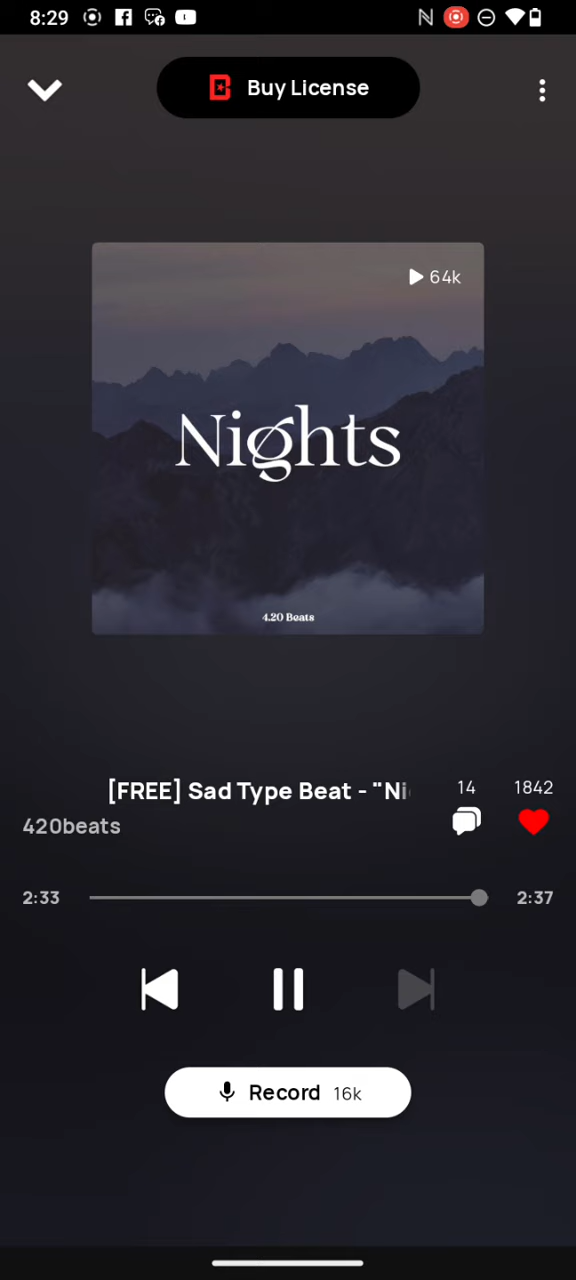 8:29
Buy License
64k
Nights
4.20 Beats
[FREE] Sad Type Beat - "Ni
14
1842
420beats
2:33
2:37
Record 16k